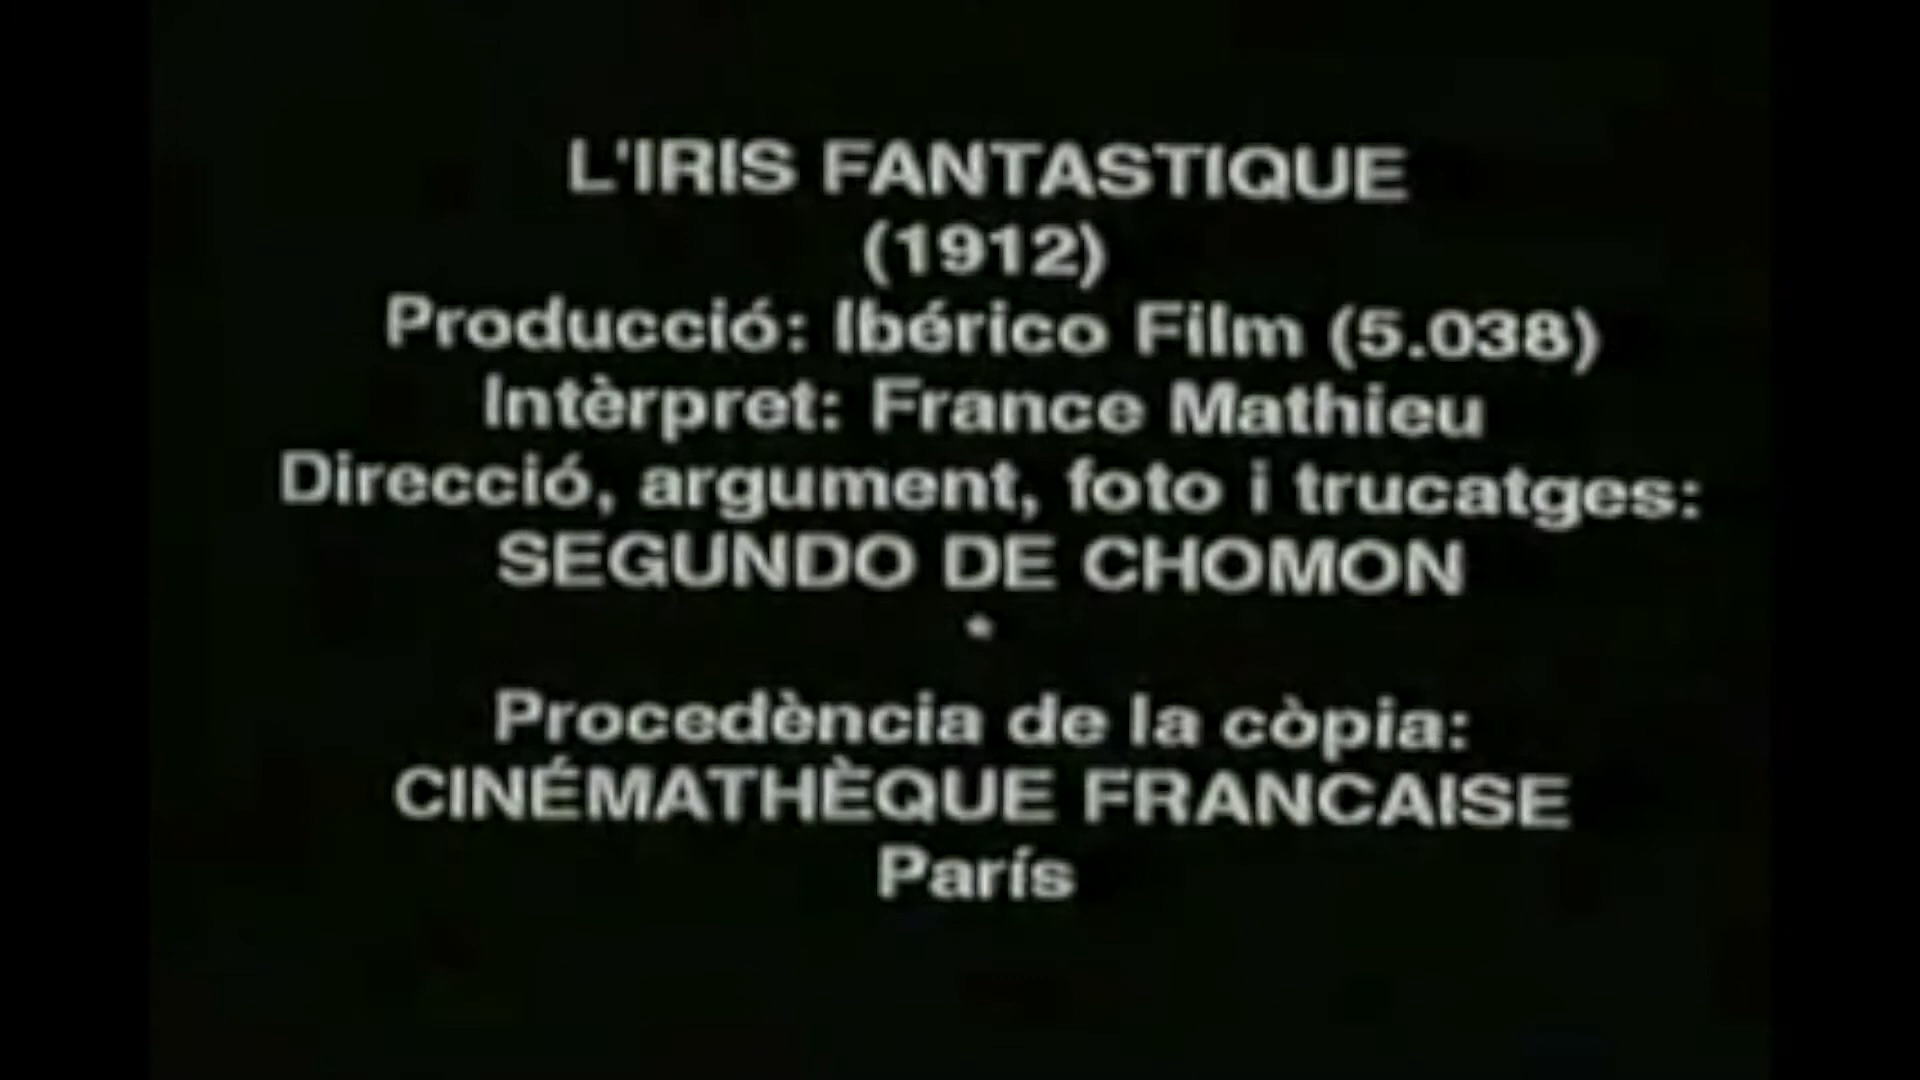 L'IRIS FANTASTIQUE
(1912)
Producció: Ibérico Film (5.038)
Intèrpret: France Mathieu
Direcció, argument, foto i trucatges:
SEGUNDO DE CHOMON
*
Procedència de la còpia:
CINÉMATHÈQUE FRANCAISE
París